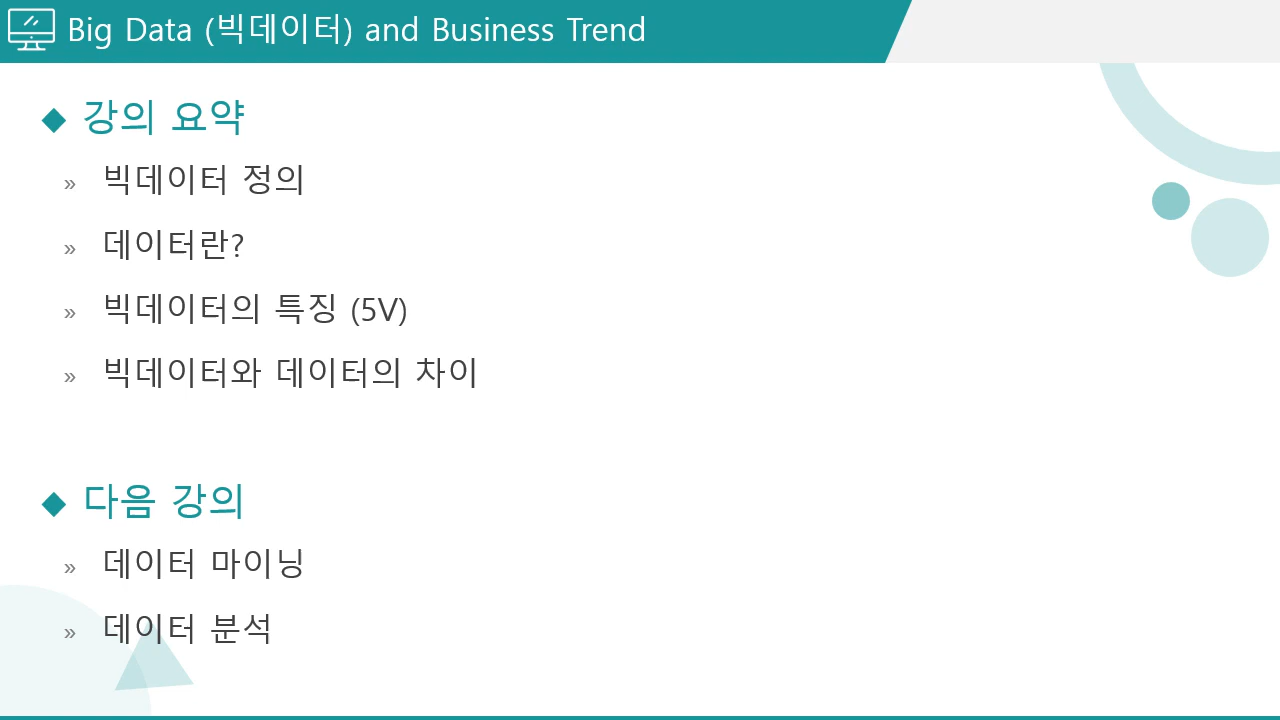 Big Data (빅데이터) and Business Trend
◆ 강의 요약
» 빅데이터 정의
» 데이터란?
» 빅데이터의 특징 (5V)
» 빅데이터와 데이터의 차이
◆ 다음 강의
» 데이터 마이닝
» 데이터 분석